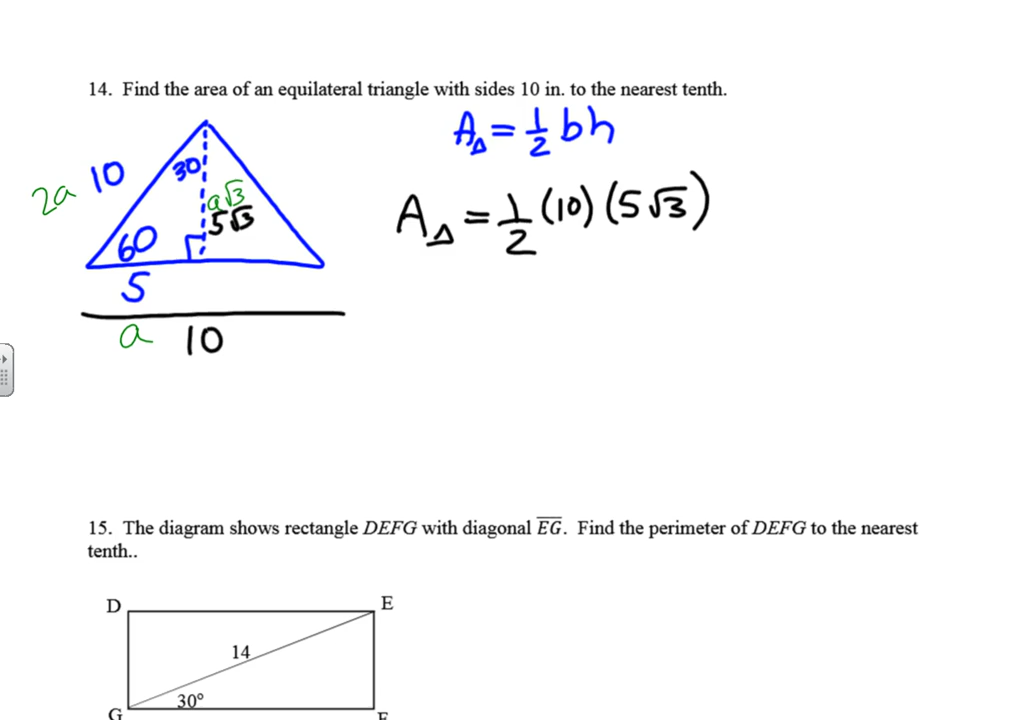 14. Find the area of an equilateral triangle with sides 10 in. to the nearest tenth.
A△ = 1/2 bh
2a 10 30
a√3
5√3
60
A△ = 1/2 (10) (5√3)
5
a 10
15. The diagram shows rectangle DEFG with diagonal E̅G̅. Find the perimeter of DEFG to the nearest
tenth..
D E
14
30°
G F